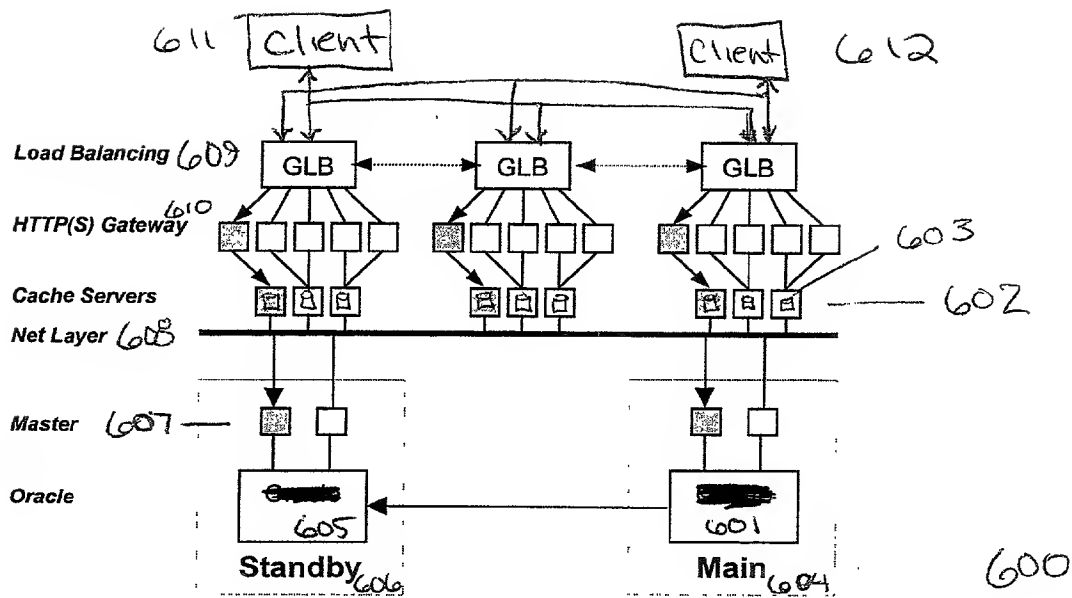 611 Client Client 612
Load Balancing 609 GLB GLB GLB
610
HTTP(S) Gateway 603
Cache Servers 602
Net Layer 608
Master 607
Oracle 605 601
Standby 606 Main 604
600